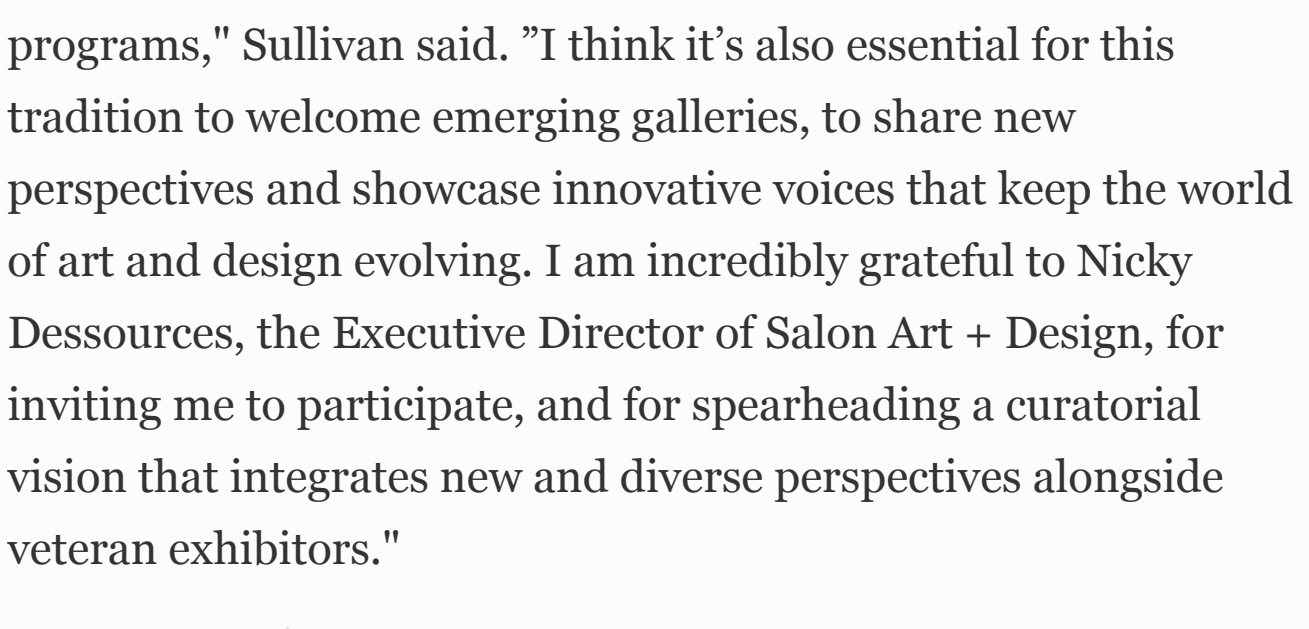 programs," Sullivan said. ”I think it’s also essential for this
tradition to welcome emerging galleries, to share new
perspectives and showcase innovative voices that keep the world
of art and design evolving. I am incredibly grateful to Nicky
Dessources, the Executive Director of Salon Art + Design, for
inviting me to participate, and for spearheading a curatorial
vision that integrates new and diverse perspectives alongside
veteran exhibitors."